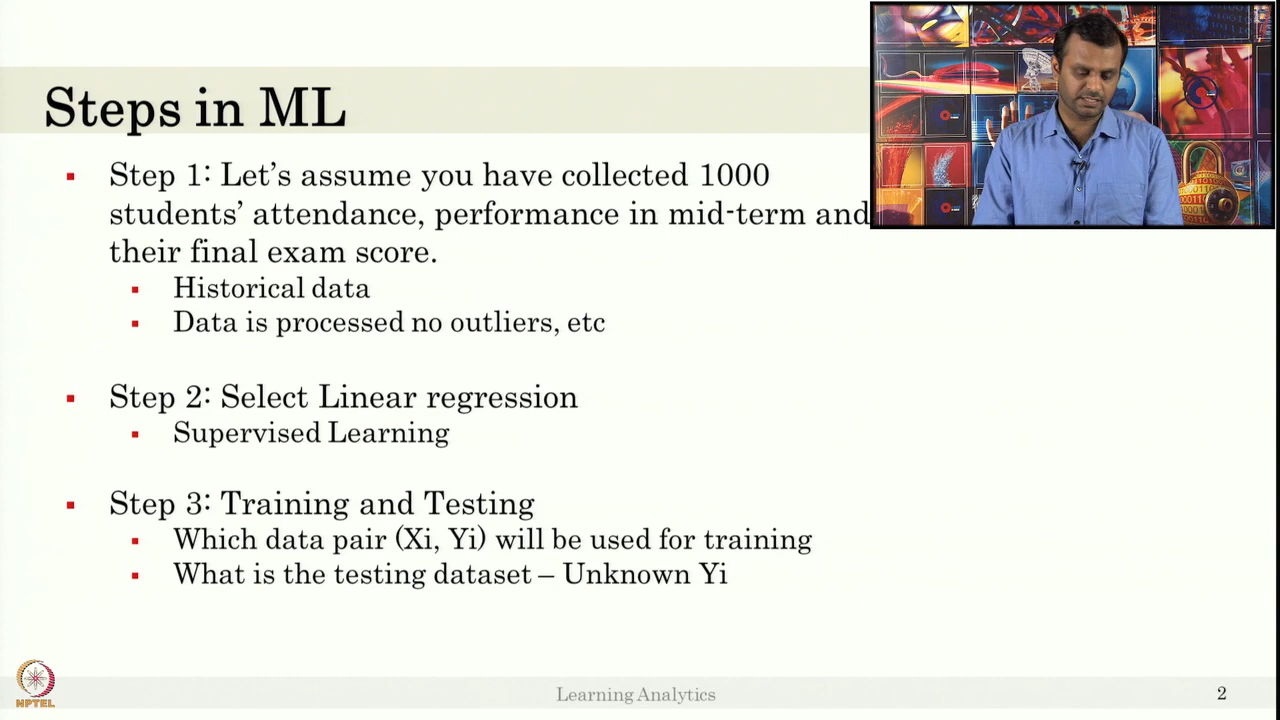 Steps in ML
Step 1: Let's assume you have collected 1000
students' attendance, performance in mid-term and
their final exam score.
Historical data
Data is processed no outliers, etc
Step 2: Select Linear regression
Supervised Learning
Step 3: Training and Testing
Which data pair (Xi, Yi) will be used for training
What is the testing dataset – Unknown Yi
NPTEL
Learning Analytics
2